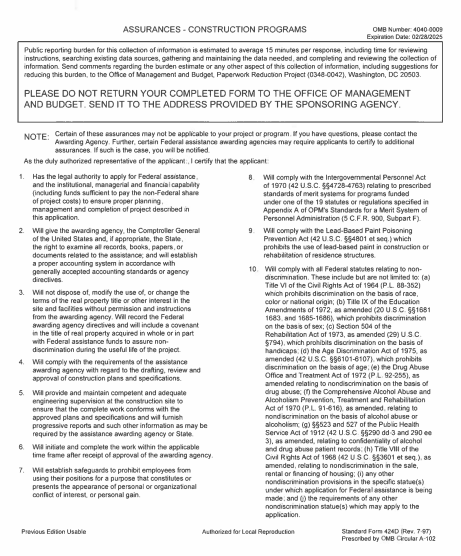 ASSURANCES - CONSTRUCTION PROGRAMS
OMB Number: 4040-0009
Expiration Date: 02/28/2025
Public reporting burden for this collection of information is estimated to average 15 minutes per response, including time for reviewing
instructions, searching existing data sources, gathering and maintaining the data needed, and completing and reviewing the collection of
information. Send comments regarding the burden estimate or any other aspect of this collection of information, including suggestions for
reducing this burden, to the Office of Management and Budget, Paperwork Reduction Project (0348-0042), Washington, DC 20503.
PLEASE DO NOT RETURN YOUR COMPLETED FORM TO THE OFFICE OF MANAGEMENT
AND BUDGET. SEND IT TO THE ADDRESS PROVIDED BY THE SPONSORING AGENCY.
NOTE: Certain of these assurances may not be applicable to your project or program. If you have questions, please contact the
Awarding Agency. Further, certain Federal assistance awarding agencies may require applicants to certify to additional
assurances. If such is the case, you will be notified.
As the duly authorized representative of the applicant:, I certify that the applicant:
1. Has the legal authority to apply for Federal assistance,
and the institutional, managerial and financial capability
(including funds sufficient to pay the non-Federal share
of project costs) to ensure proper planning,
management and completion of project described in
this application.
2. Will give the awarding agency, the Comptroller General
of the United States and, if appropriate, the State,
the right to examine all records, books, papers, or
documents related to the assistance; and will establish
a proper accounting system in accordance with
generally accepted accounting standards or agency
directives.
3. Will not dispose of, modify the use of, or change the
terms of the real property title or other interest in the
site and facilities without permission and instructions
from the awarding agency. Will record the Federal
awarding agency directives and will include a covenant
in the title of real property acquired in whole or in part
with Federal assistance funds to assure non-
discrimination during the useful life of the project.
4. Will comply with the requirements of the assistance
awarding agency with regard to the drafting, review and
approval of construction plans and specifications.
5. Will provide and maintain competent and adequate
engineering supervision at the construction site to
ensure that the complete work conforms with the
approved plans and specifications and will furnish
progressive reports and such other information as may be
required by the assistance awarding agency or State.
6. Will initiate and complete the work within the applicable
time frame after receipt of approval of the awarding agency.
7. Will establish safeguards to prohibit employees from
using their positions for a purpose that constitutes or
presents the appearance of personal or organizational
conflict of interest, or personal gain.
8. Will comply with the Intergovernmental Personnel Act
of 1970 (42 U.S.C. §§4728-4763) relating to prescribed
standards of merit systems for programs funded
under one of the 19 statutes or regulations specified in
Appendix A of OPM's Standards for a Merit System of
Personnel Administration (5 C.F.R. 900, Subpart F).
9. Will comply with the Lead-Based Paint Poisoning
Prevention Act (42 U.S.C. §§4801 et seq.) which
prohibits the use of lead-based paint in construction or
rehabilitation of residence structures.
10. Will comply with all Federal statutes relating to non-
discrimination. These include but are not limited to: (a)
Title VI of the Civil Rights Act of 1964 (P.L. 88-352)
which prohibits discrimination on the basis of race,
color or national origin; (b) Title IX of the Education
Amendments of 1972, as amended (20 U.S.C. §§1681
1683, and 1685-1686), which prohibits discrimination
on the basis of sex; (c) Section 504 of the
Rehabilitation Act of 1973, as amended (29) U.S.C.
§794), which prohibits discrimination on the basis of
handicaps; (d) the Age Discrimination Act of 1975, as
amended (42 U.S.C. §§6101-6107), which prohibits
discrimination on the basis of age; (e) the Drug Abuse
Office and Treatment Act of 1972 (P.L. 92-255), as
amended relating to nondiscrimination on the basis of
drug abuse; (f) the Comprehensive Alcohol Abuse and
Alcoholism Prevention, Treatment and Rehabilitation
Act of 1970 (P.L. 91-616), as amended, relating to
nondiscrimination on the basis of alcohol abuse or
alcoholism; (g) §§523 and 527 of the Public Health
Service Act of 1912 (42 U.S.C. §§290 dd-3 and 290 ee
3), as amended, relating to confidentiality of alcohol
and drug abuse patient records; (h) Title VIII of the
Civil Rights Act of 1968 (42 U.S.C. §§3601 et seq.), as
amended, relating to nondiscrimination in the sale,
rental or financing of housing; (i) any other
nondiscrimination provisions in the specific statue(s)
under which application for Federal assistance is being
made; and (j) the requirements of any other
nondiscrimination statue(s) which may apply to the
application.
Previous Edition Usable
Authorized for Local Reproduction
Standard Form 424D (Rev. 7-97)
Prescribed by OMB Circular A-102